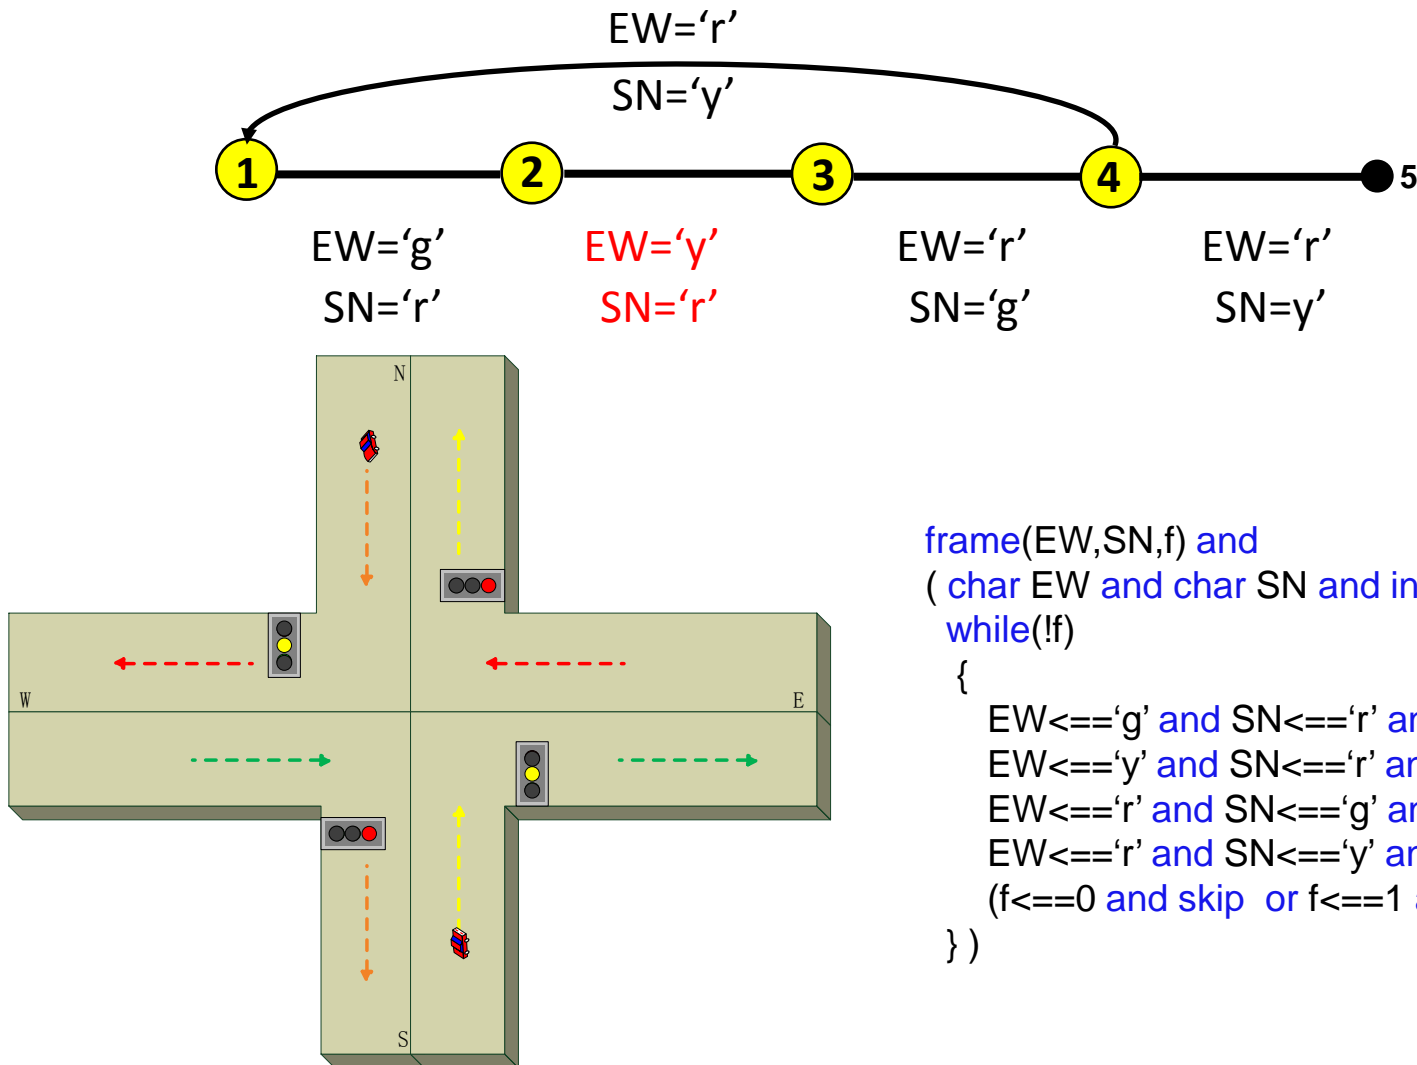 EW=‘r’
SN=‘y’
1
2
3
4
5
EW=‘g’
SN=‘r’
EW=‘y’
SN=‘r’
EW=‘r’
SN=‘g’
EW=‘r’
SN=y’
N
W
E
S
frame(EW,SN,f) and
( char EW and char SN and in
while(!f)
{
EW<==‘g’ and SN<==‘r’ ar
EW<==‘y’ and SN<==‘r’ ar
EW<==‘r’ and SN<==‘g’ ar
EW<==‘r’ and SN<==‘y’ ar
(f<==0 and skip or f<==1 a
} )